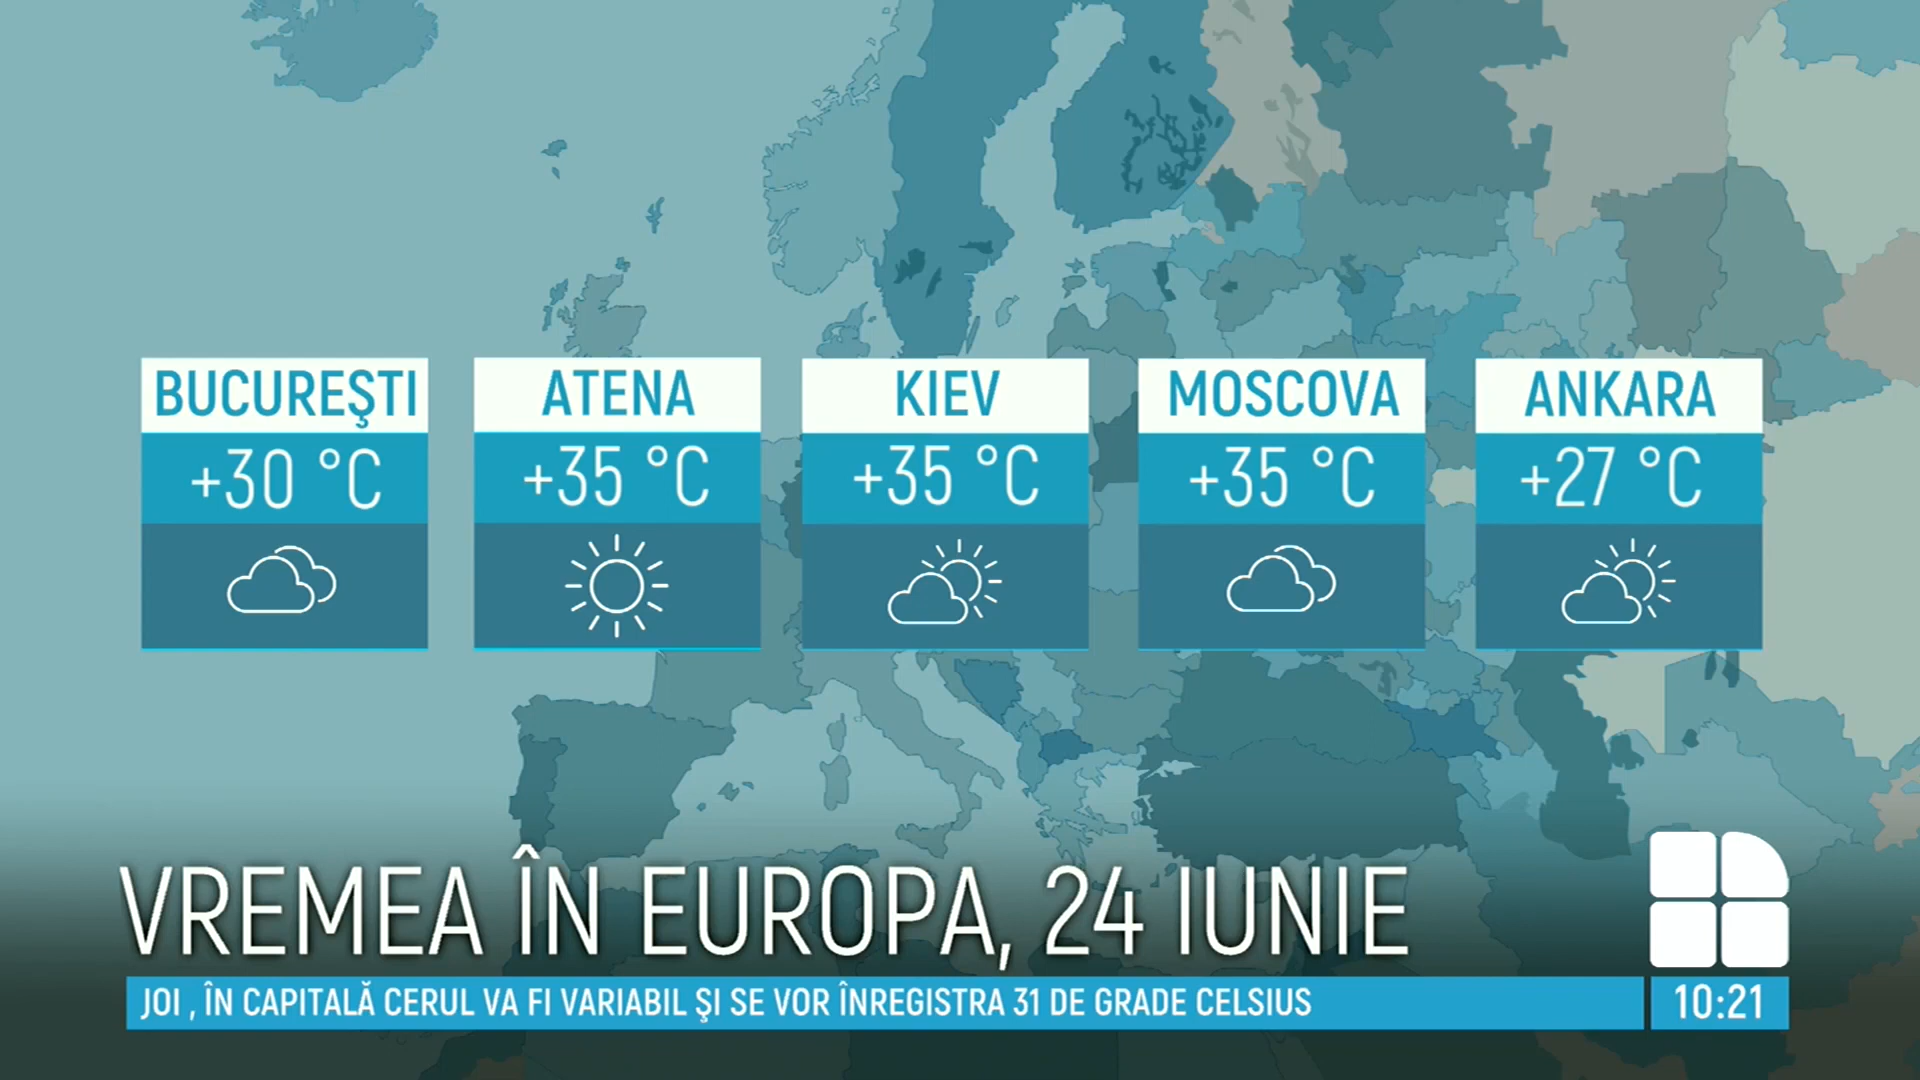 BUCUREŞTI
+30 °C
ATENA
+35 °C
KIEV
+35 °C
MOSCOVA
+35 °C
ANKARA
+27 °C
VREMEA ÎN EUROPA, 24 IUNIE
JOI , ÎN CAPITALĂ CERUL VA FI VARIABIL ŞI SE VOR ÎNREGISTRA 31 DE GRADE CELSIUS
10:21